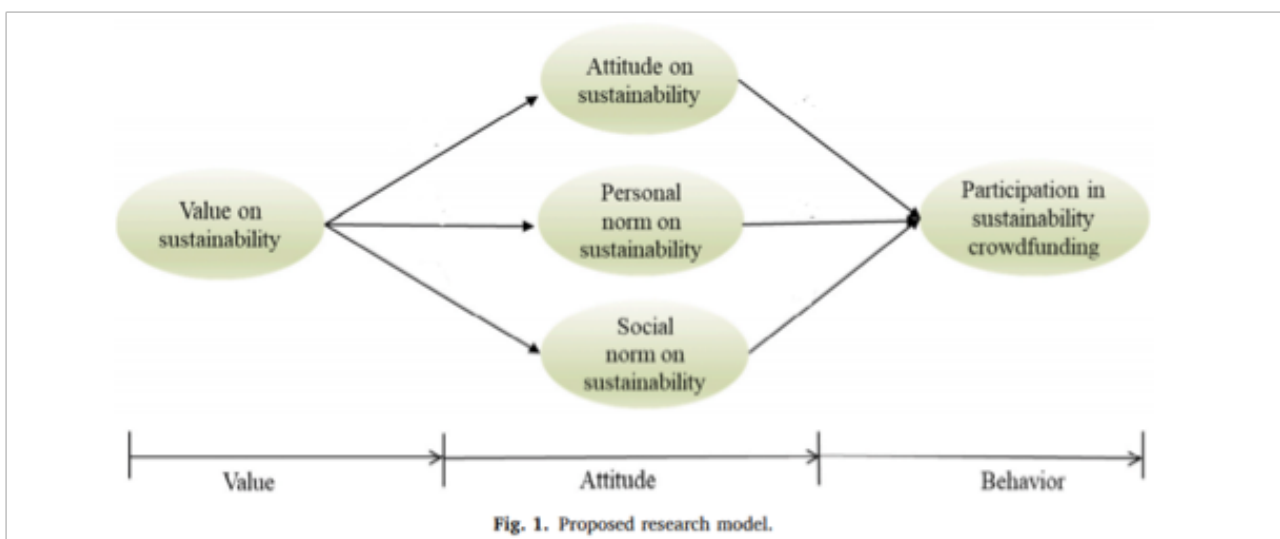 Attitude on
sustainability
Value on
sustainability
Personal
norm on
sustainability
Participation in
sustainability
crowdfunding
Social
norm on
sustainability
Value
Attitude
Behavior
Fig. 1. Proposed research model.